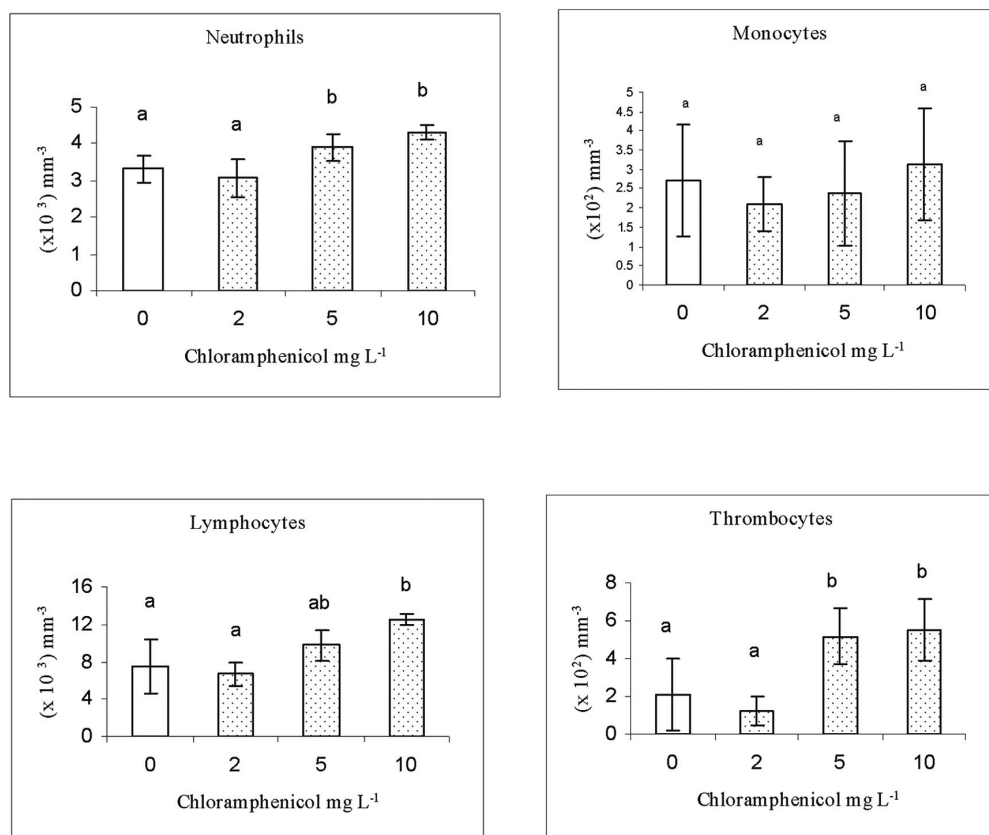 Neutrophils
(x10 ³) mm⁻³
5
4
3
2
1
0
a
a
b
b
0 2 5 10
Chloramphenicol mg L⁻¹
Monocytes
(x10²) mm⁻³
5
4.5
4
3.5
3
2.5
2
1.5
1
0.5
0
a
a
a
a
0 2 5 10
Chloramphenicol mg L⁻¹
Lymphocytes
(x 10 ³) mm⁻³
16
12
8
4
0
a
a
ab
b
0 2 5 10
Chloramphenicol mg L⁻¹
Thrombocytes
(x 10²) mm⁻³
8
6
4
2
0
a
a
b
b
0 2 5 10
Chloramphenicol mg L⁻¹